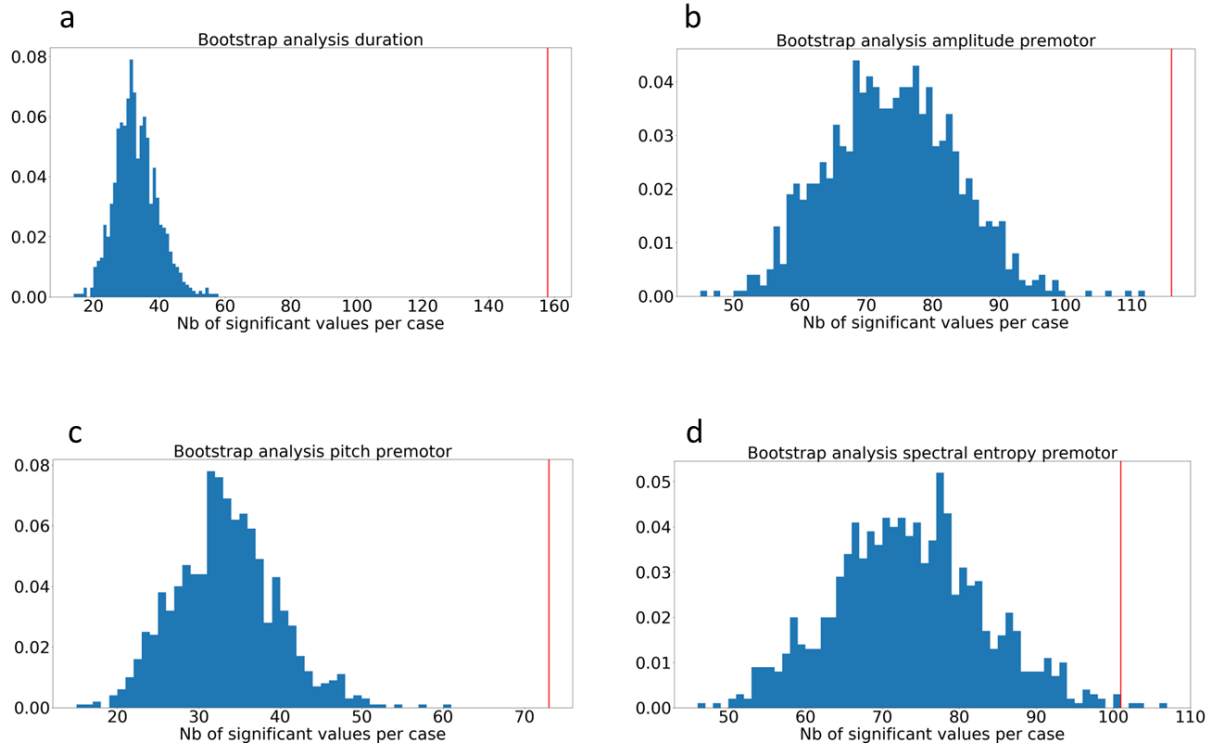 a
Bootstrap analysis duration
0.08
0.06
0.04
0.02
0.00
20 40 60 80 100 120 140 160
Nb of significant values per case
b
Bootstrap analysis amplitude premotor
0.04
0.03
0.02
0.01
0.00
50 60 70 80 90 100 110
Nb of significant values per case
c
Bootstrap analysis pitch premotor
0.08
0.06
0.04
0.02
0.00
20 30 40 50 60 70
Nb of significant values per case
d
Bootstrap analysis spectral entropy premotor
0.05
0.04
0.03
0.02
0.01
0.00
50 60 70 80 90 100 110
Nb of significant values per case